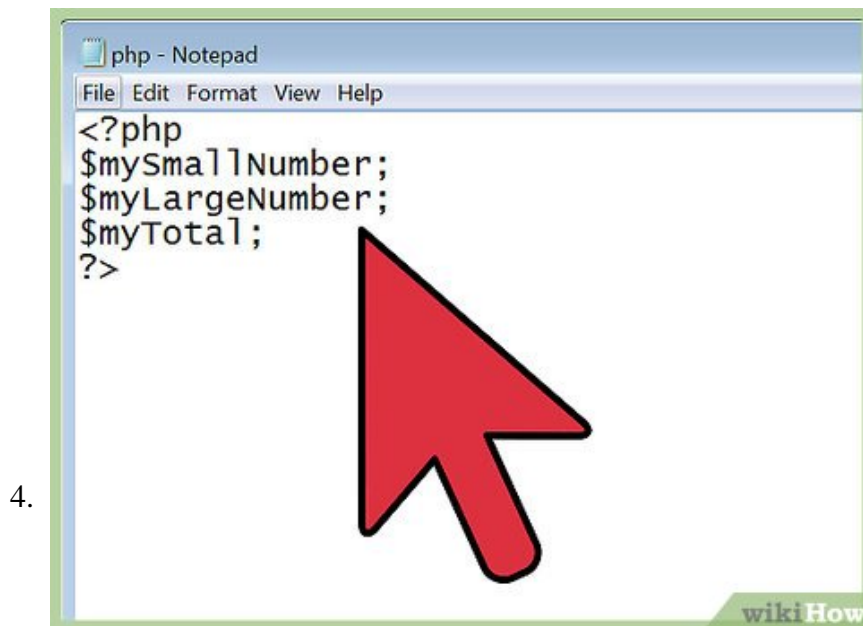 php - Notepad
File Edit Format View Help
<?php
$mySmallNumber;
$myLargeNumber;
$myTotal;
?>
4.
wikiHow